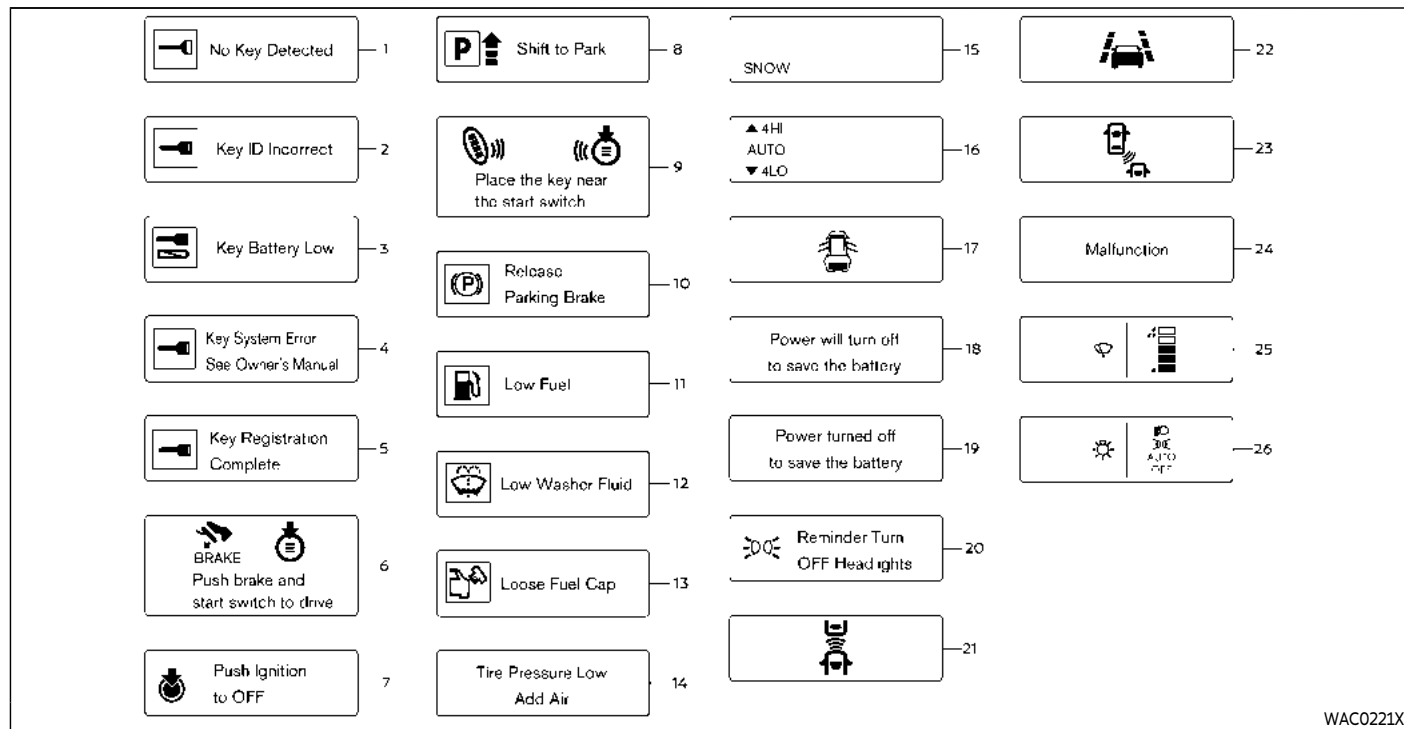 No Key Detected
1
Key ID Incorrect
2
Key Battery Low
3
Key System Error
See Owner's Manual
4
Key Registration
Complete
5
BRAKE
Push brake and
start switch to drive
6
Push Ignition
to OFF
7
P
Shift to Park
8
Place the key near
the start switch
9
P
Release
Parking Brake
10
Low Fuel
11
Low Washer Fluid
12
Loose Fuel Cap
13
Tire Pressure Low
Add Air
14
SNOW
15
▲ 4HI
AUTO
▼ 4LO
16
17
Power will turn off
to save the battery
18
Power turned off
to save the battery
19
Reminder Turn
OFF Headlights
20
21
22
23
Malfunction
24
25
AUTO
OFF
26
WAC0221X